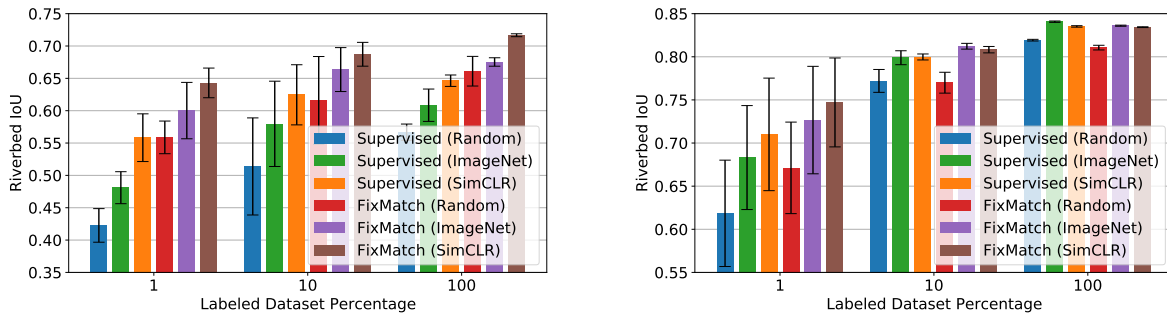 0.75
0.70
0.65
0.60
0.55
0.50
0.45
0.40
0.35
Riverbed IoU
Supervised (Random)
Supervised (ImageNet)
Supervised (SimCLR)
FixMatch (Random)
FixMatch (ImageNet)
FixMatch (SimCLR)
1 10 100
Labeled Dataset Percentage
0.85
0.80
0.75
0.70
0.65
0.60
0.55
Riverbed IoU
Supervised (Random)
Supervised (ImageNet)
Supervised (SimCLR)
FixMatch (Random)
FixMatch (ImageNet)
FixMatch (SimCLR)
1 10 100
Labeled Dataset Percentage